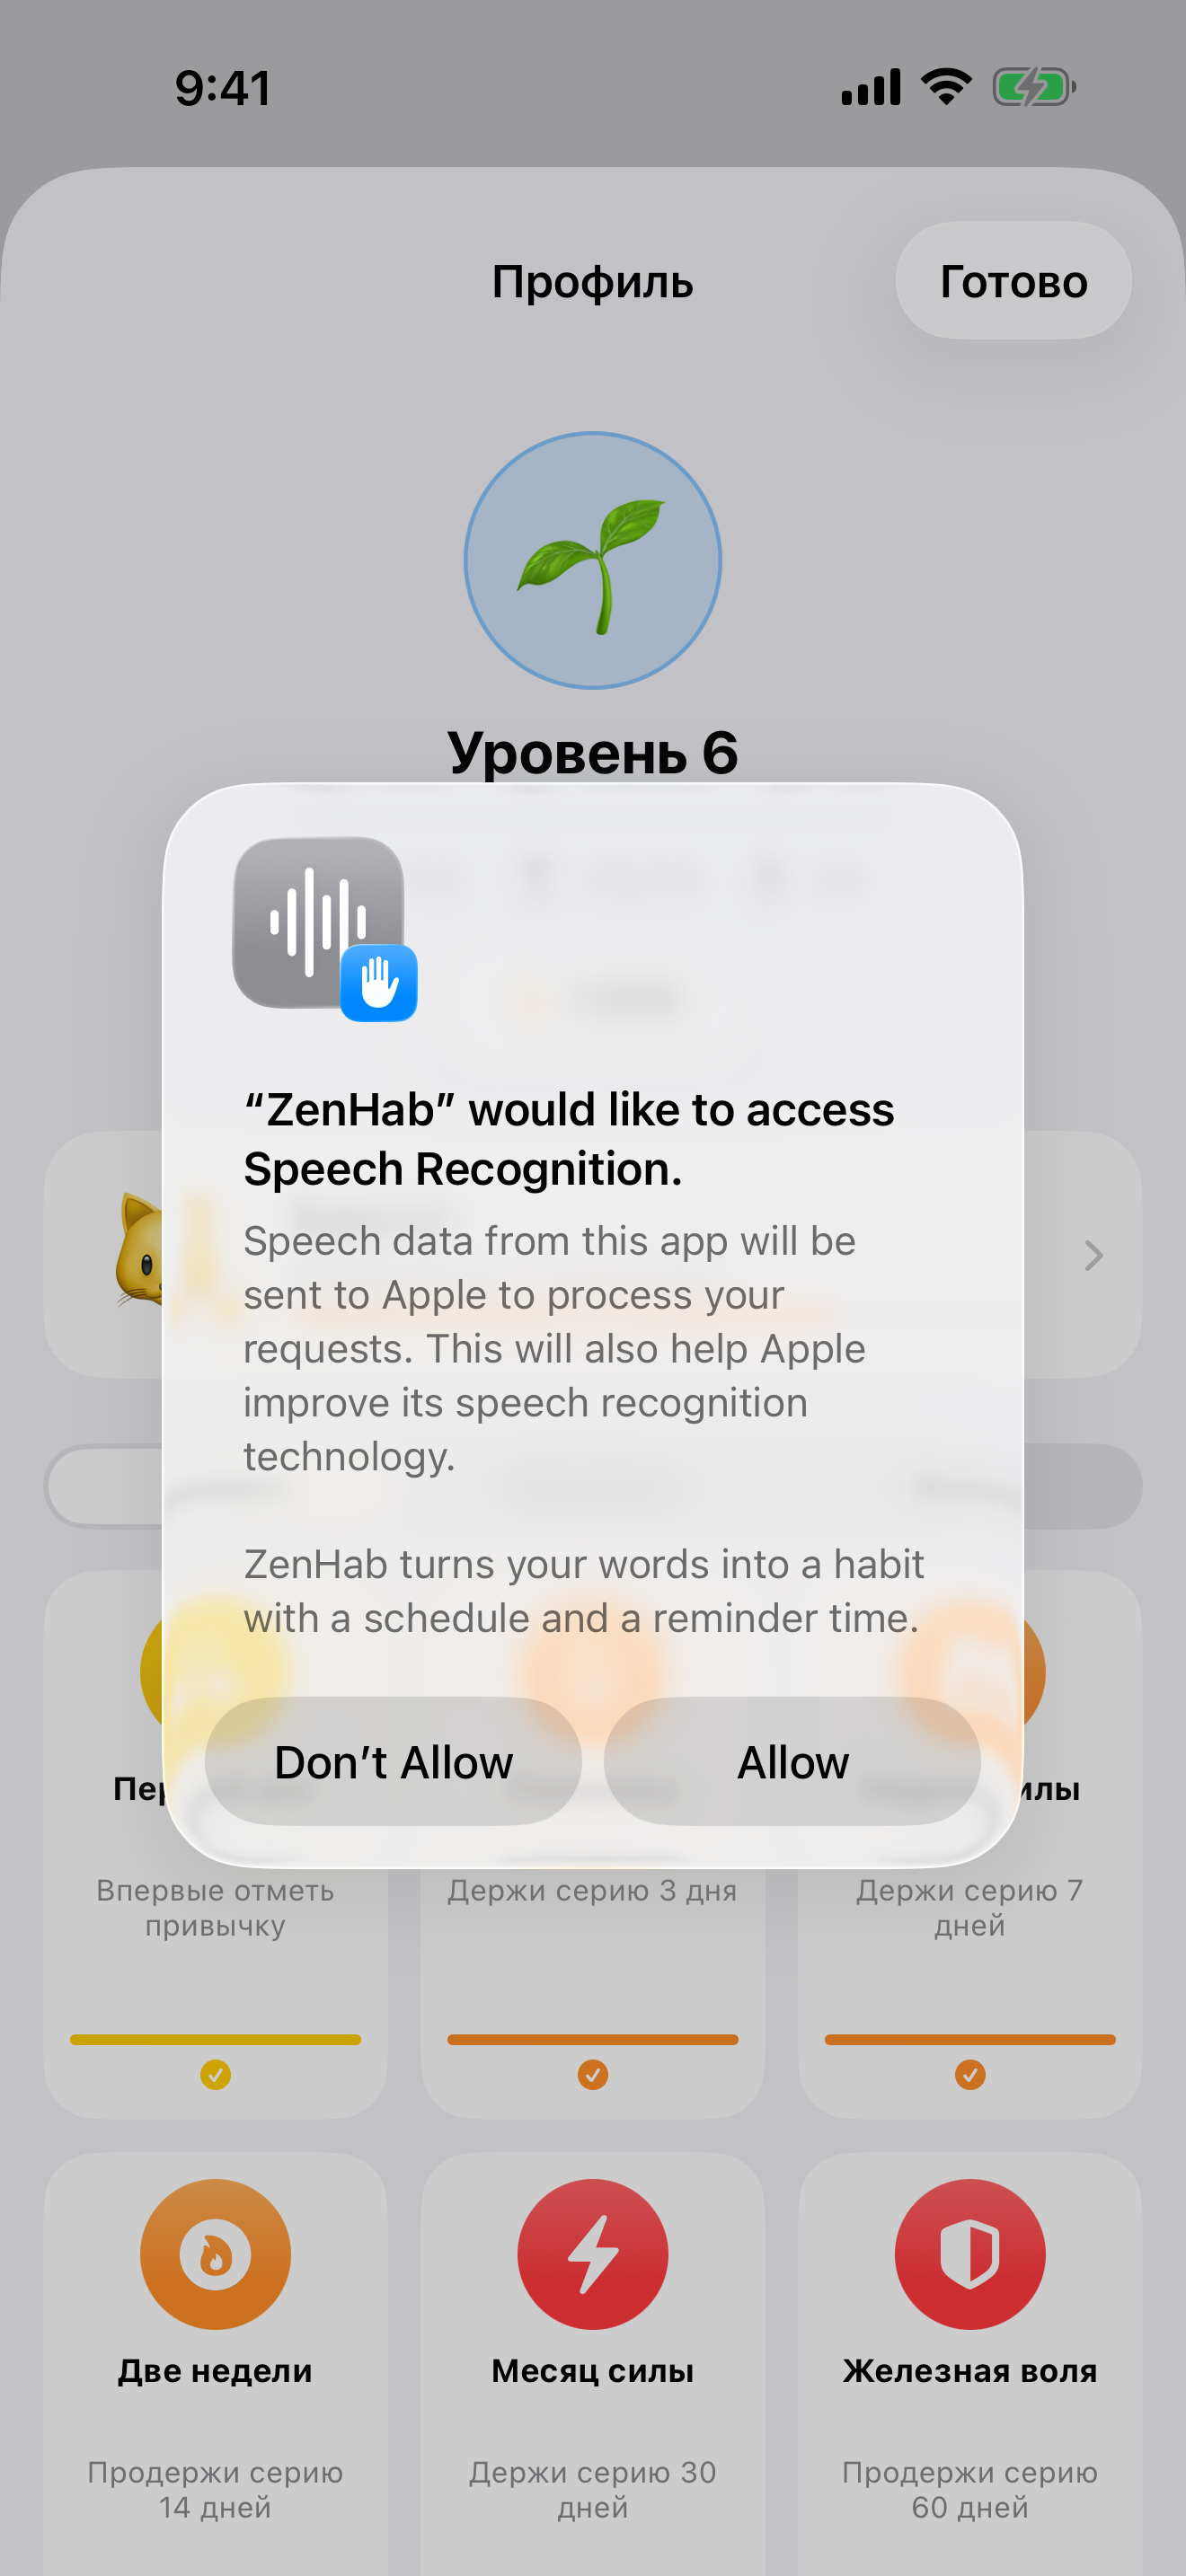 9:41
Профиль
Готово
Уровень 6
“ZenHab” would like to access
Speech Recognition.
Speech data from this app will be
sent to Apple to process your
requests. This will also help Apple
improve its speech recognition
technology.
ZenHab turns your words into a habit
with a schedule and a reminder time.
Don’t Allow
Allow
Впервые отметь
привычку
Держи серию 3 дня
Держи серию 7
дней
Две недели
Месяц силы
Железная воля
Продержи серию
14 дней
Держи серию 30
дней
Продержи серию
60 дней